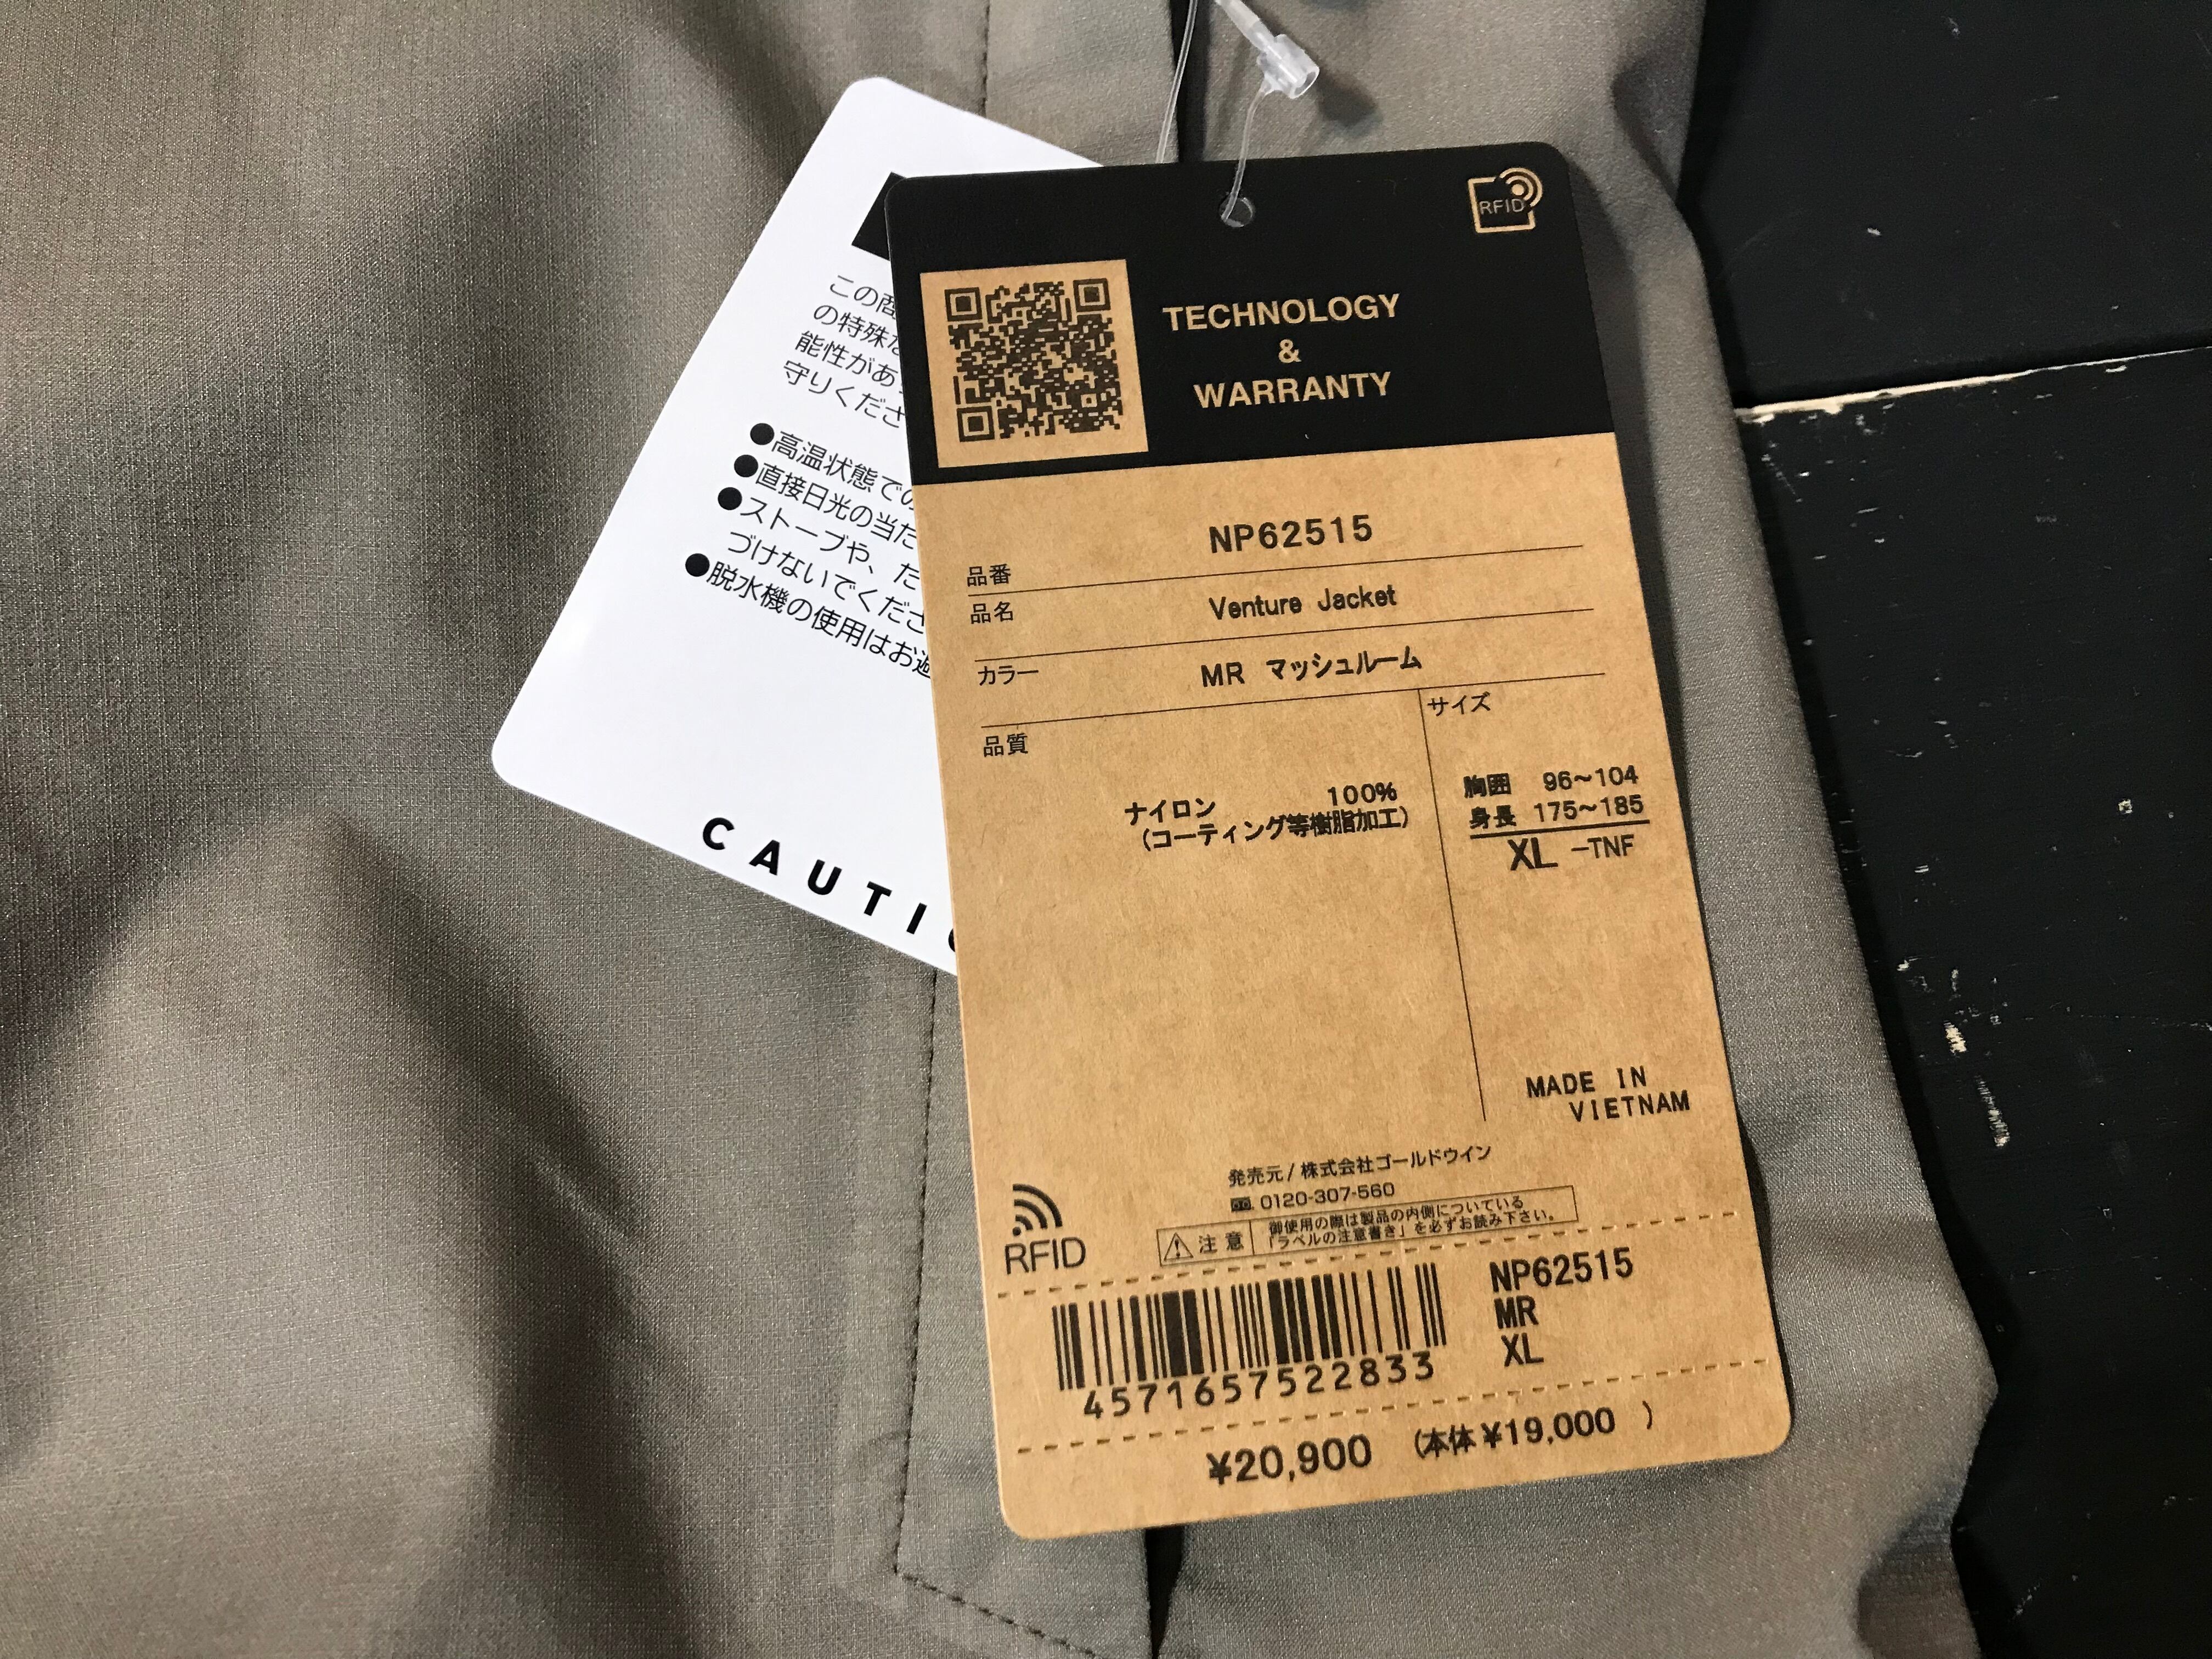 この商
の特殊な
能性があ
守りくださ
●高温状態での
●直接日光の当た
●ストーブや、た
づけないでくださ
●脱水機の使用はお避
CAUTI
RFID
TECHNOLOGY
&
WARRANTY
品番 NP62515
品名 Venture Jacket
カラー MR マッシュルーム
品質
ナイロン 100%
(コーティング等樹脂加工)
サイズ
胸囲 96~104
身長 175~185
XL -TNF
MADE IN
VIETNAM
発売元/株式会社ゴールドウイン
0120-307-560
注意
御使用の際は製品の内側についている
「ラベルの注意書き」を必ずお読み下さい。
RFID
4571657522833
NP62515
MR
XL
¥20,900 (本体¥19,000 )